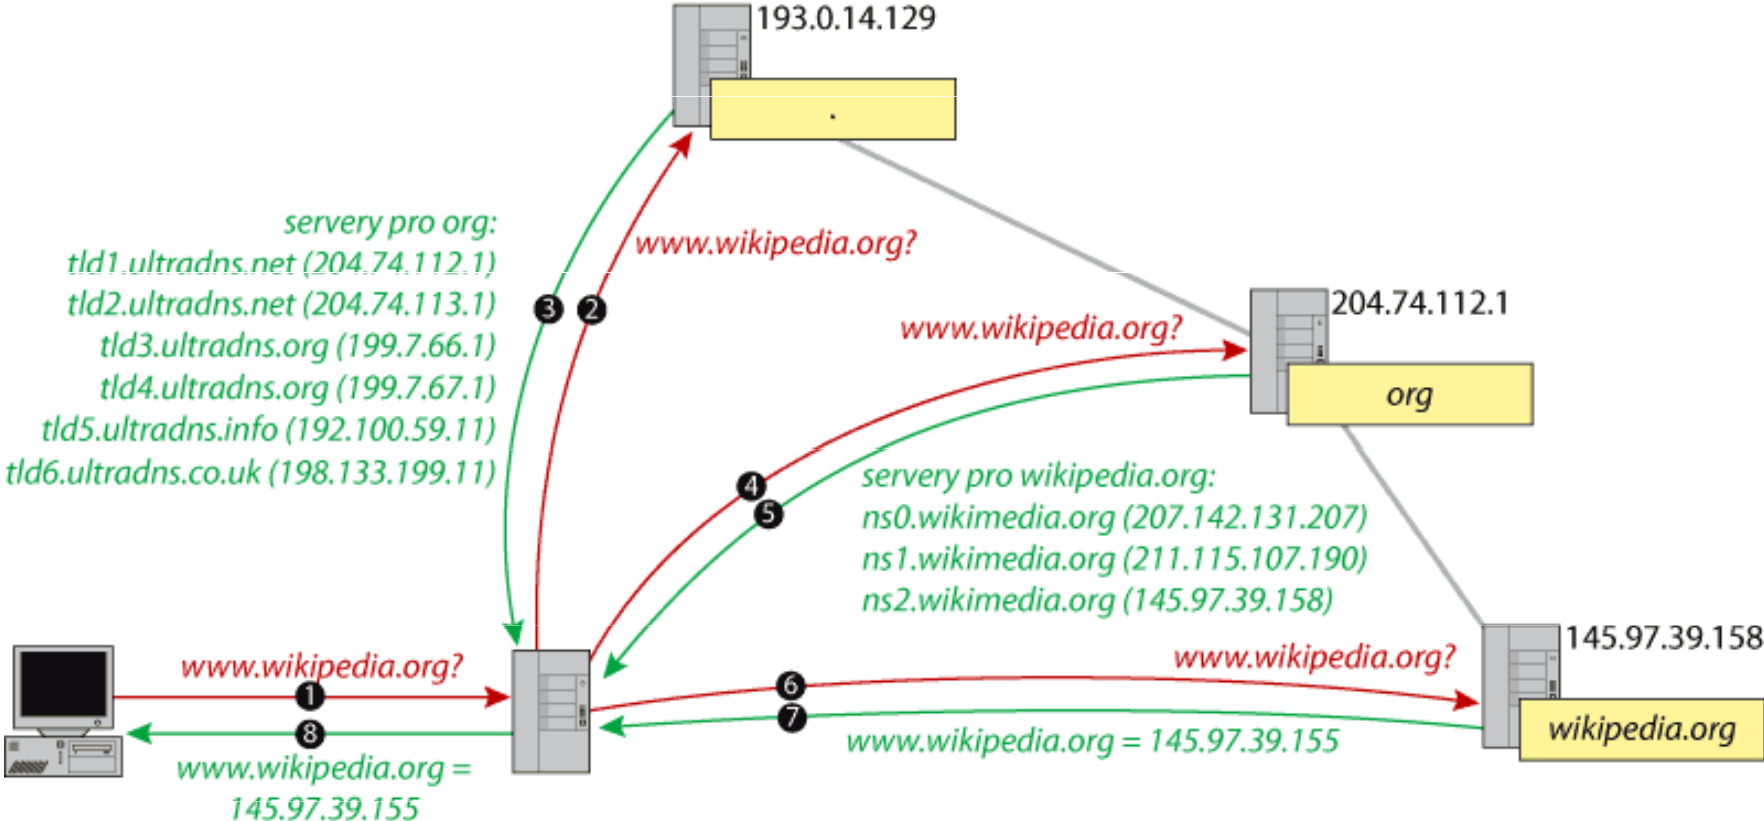 193.0.14.129
.
servery pro org:
tld1.ultradns.net (204.74.112.1)
tld2.ultradns.net (204.74.113.1)
tld3.ultradns.org (199.7.66.1)
tld4.ultradns.org (199.7.67.1)
tld5.ultradns.info (192.100.59.11)
tld6.ultradns.co.uk (198.133.199.11)
www.wikipedia.org?
3
2
204.74.112.1
www.wikipedia.org?
org
4
5
servery pro wikipedia.org:
ns0.wikimedia.org (207.142.131.207)
ns1.wikimedia.org (211.115.107.190)
ns2.wikimedia.org (145.97.39.158)
145.97.39.158
www.wikipedia.org?
wikipedia.org
6
7
www.wikipedia.org = 145.97.39.155
www.wikipedia.org?
1
8
www.wikipedia.org =
145.97.39.155